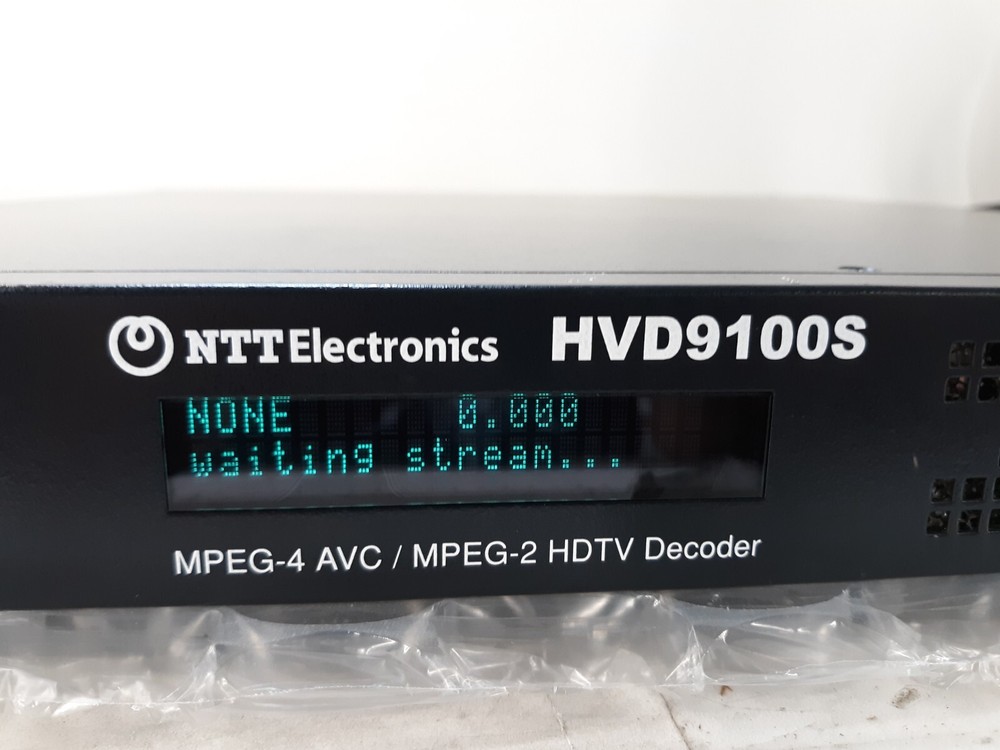 NTT Electronics HVD9100S
NONE 0.000
waiting stream...
MPEG-4 AVC / MPEG-2 HDTV Decoder